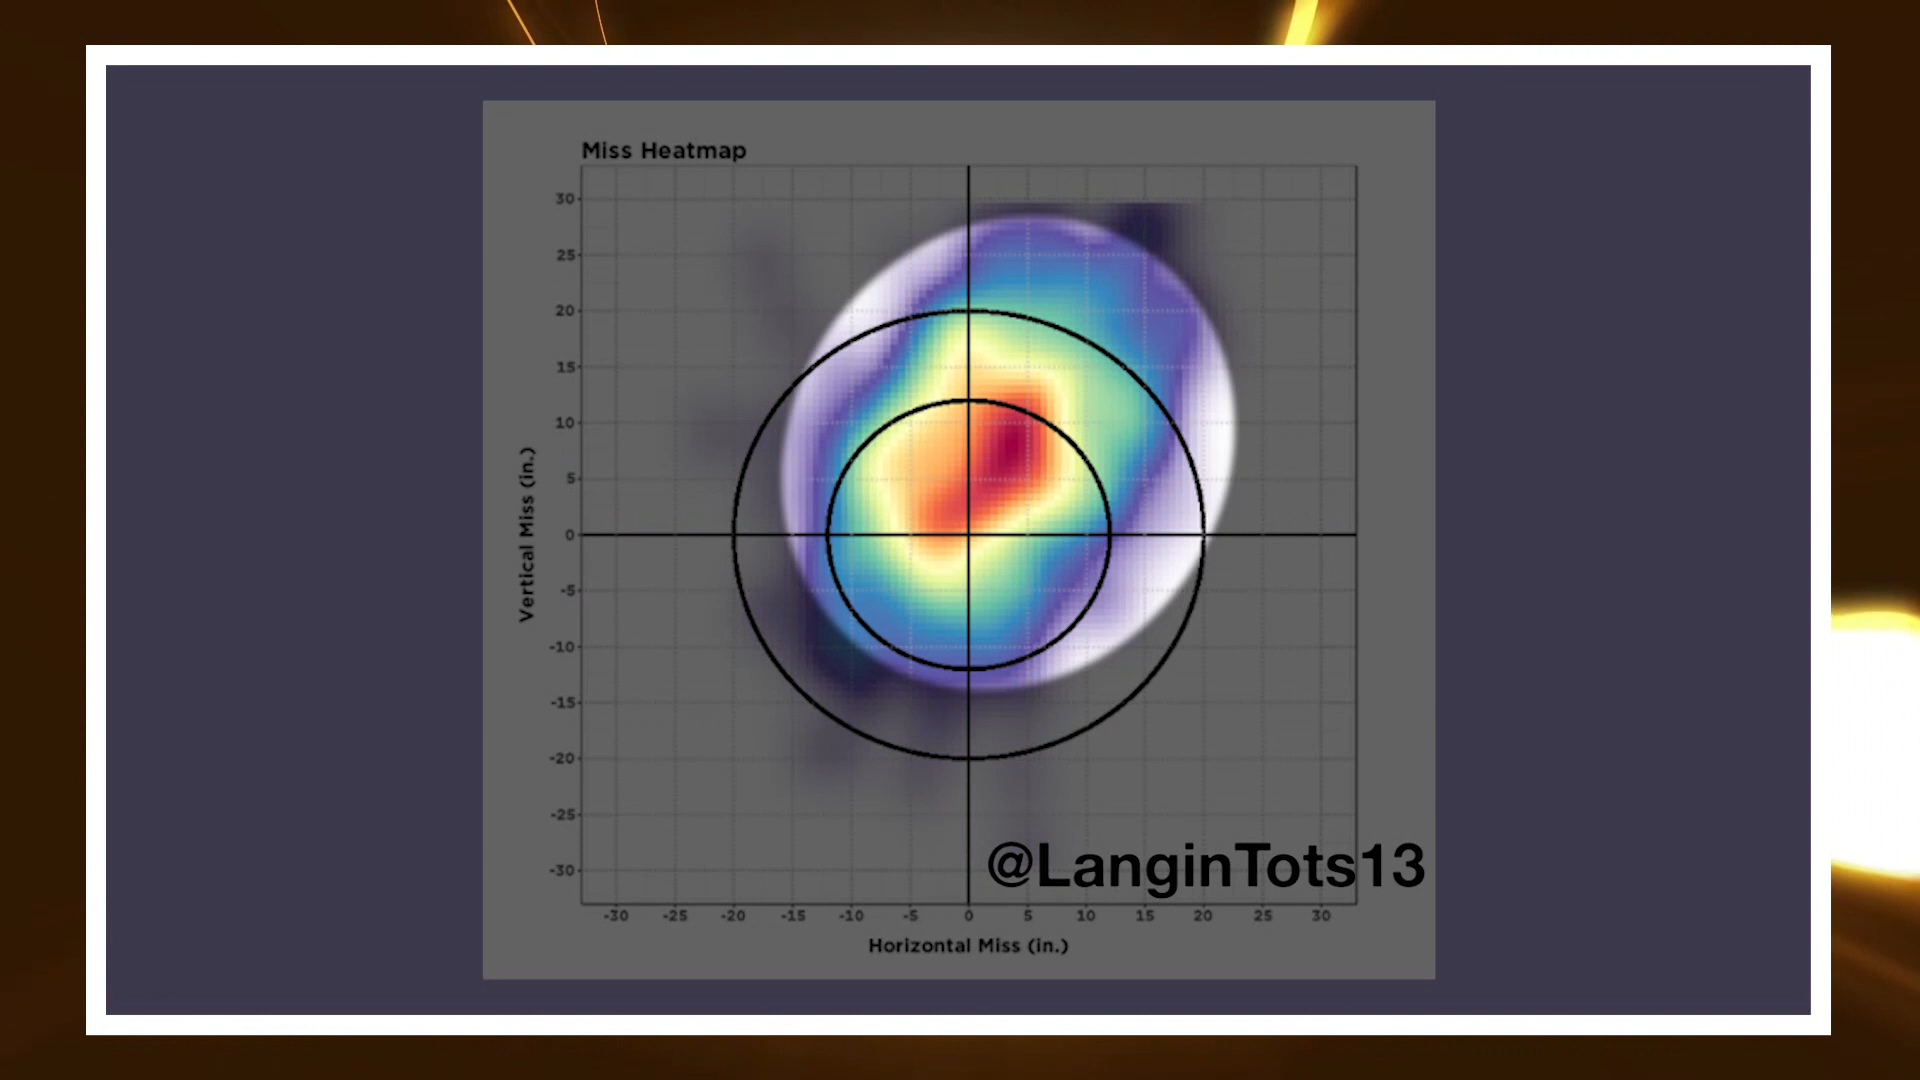 Miss Heatmap
30
25
20
15
10
5
0
-5
-10
-15
-20
-25
-30
Vertical Miss (in.)
-30 -25 -20 -15 -10 -5 0 5 10 15 20 25 30
Horizontal Miss (in.)
@LanginTots13